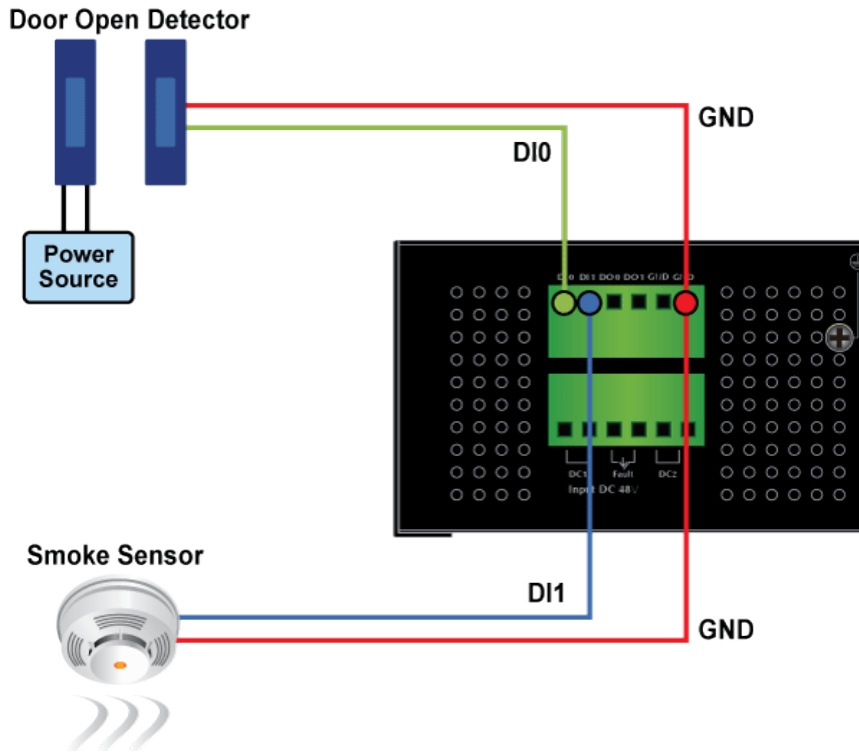 Door Open Detector
GND
DI0
Power
Source
DI0 DI1 DO0 DO1 GND GND
DC1 Fault DC2
Input DC 48V
Smoke Sensor
DI1
GND